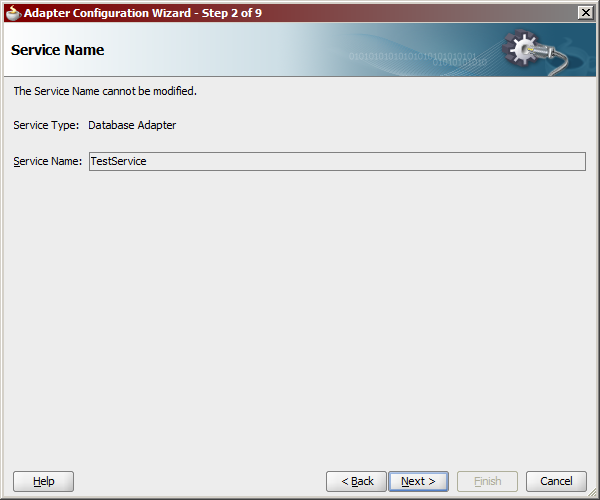 Adapter Configuration Wizard - Step 2 of 9
Service Name
The Service Name cannot be modified.
Service Type: Database Adapter
Service Name: TestService
Help
< Back
Next >
Finish
Cancel